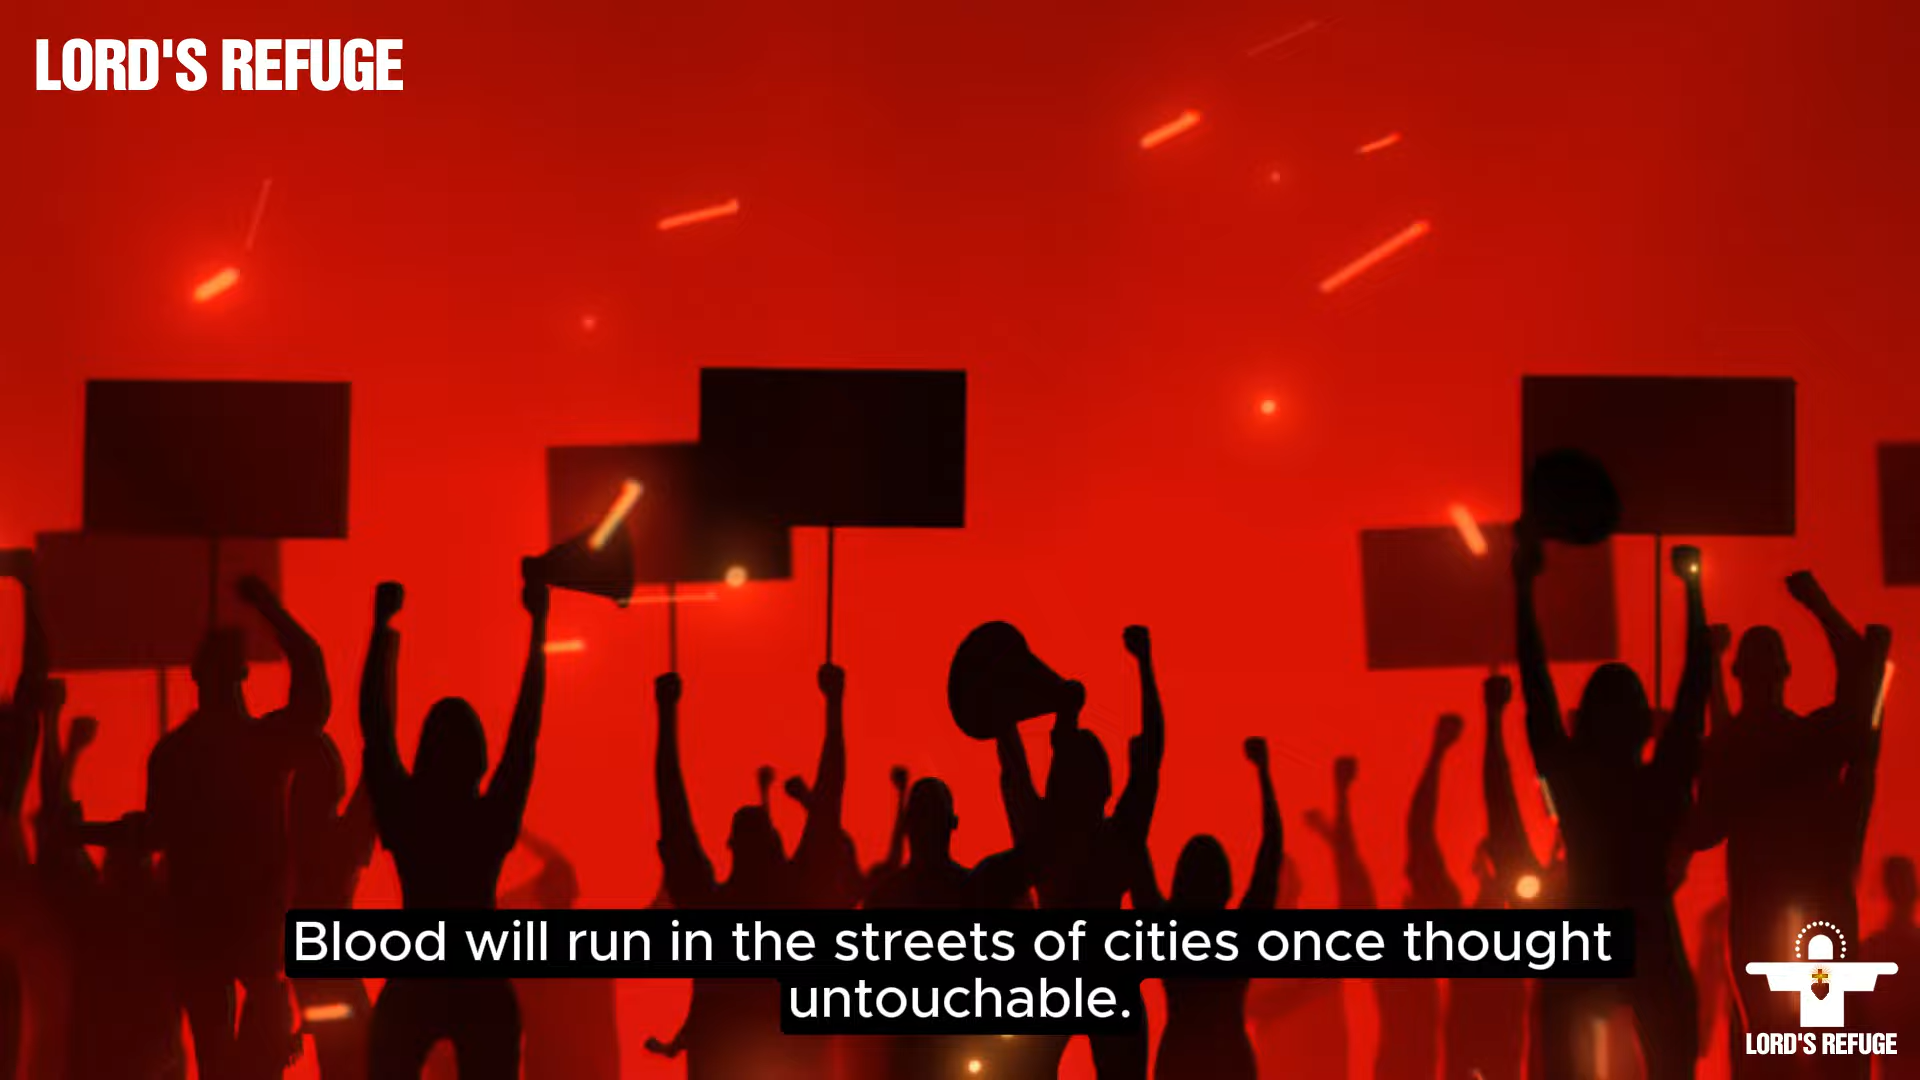 LORD'S REFUGE
Blood will run in the streets of cities once thought
untouchable.
LORD'S REFUGE